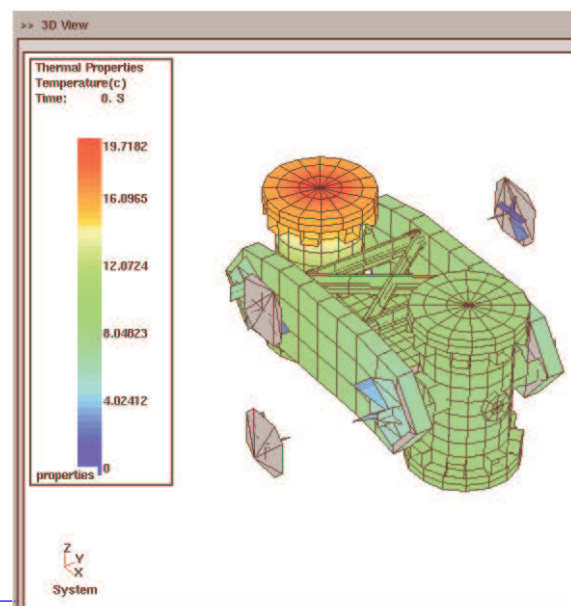 >> 3D View
Thermal Properties
Temperature(c)
Time: 0. S
19.7182
16.0965
12.0724
8.04823
4.02412
0
properties
Z
Y
X
System